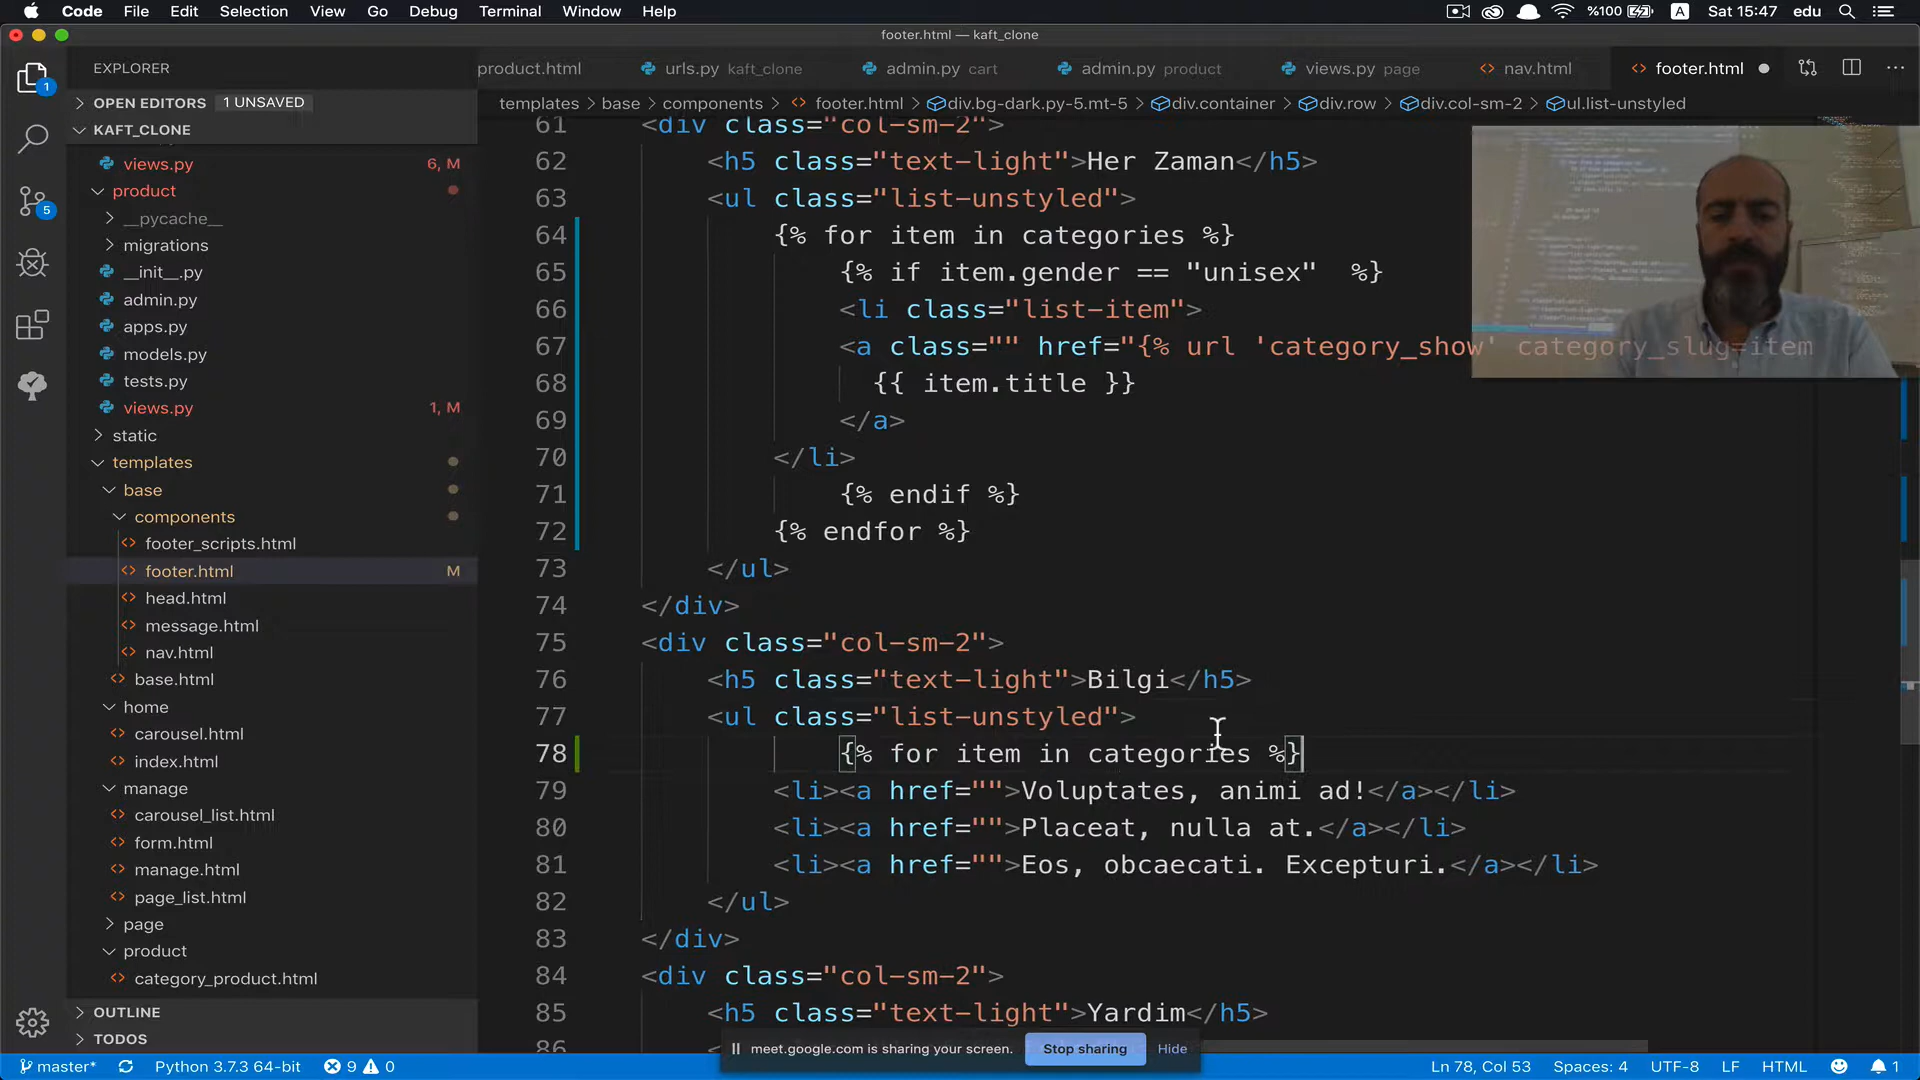 Code File Edit Selection View Go Debug Terminal Window Help %100 A Sat 15:47 edu
footer.html — kaft_clone
EXPLORER product.html urls.py kaft_clone admin.py cart admin.py product views.py page nav.html footer.html
OPEN EDITORS 1 UNSAVED
templates > base > components > footer.html > div.bg-dark.py-5.mt-5 > div.container > div.row > div.col-sm-2 > ul.list-unstyled
KAFT_CLONE
views.py 6, M
product
__pycache__
migrations
__init__.py
admin.py
apps.py
models.py
tests.py
views.py 1, M
static
templates
base
components
footer_scripts.html
footer.html M
head.html
message.html
nav.html
base.html
home
carousel.html
index.html
manage
carousel_list.html
form.html
manage.html
page_list.html
page
product
category_product.html
OUTLINE
TODOS
61 <div class="col-sm-2">
62 <h5 class="text-light">Her Zaman</h5>
63 <ul class="list-unstyled">
64 {% for item in categories %}
65 {% if item.gender == "unisex"  %}
66 <li class="list-item">
67 <a class="" href="{% url 'category_show' category_slug=item
68 {{ item.title }}
69 </a>
70 </li>
71 {% endif %}
72 {% endfor %}
73 </ul>
74 </div>
75 <div class="col-sm-2">
76 <h5 class="text-light">Bilgi</h5>
77 <ul class="list-unstyled">
78 {% for item in categories %}
79 <li><a href="">Voluptates, animi ad!</a></li>
80 <li><a href="">Placeat, nulla at.</a></li>
81 <li><a href="">Eos, obcaecati. Excepturi.</a></li>
82 </ul>
83 </div>
84 <div class="col-sm-2">
85 <h5 class="text-light">Yardim</h5>
86
meet.google.com is sharing your screen. Stop sharing Hide
1
5
master* Python 3.7.3 64-bit 9 0 Ln 78, Col 53 Spaces: 4 UTF-8 LF HTML 1